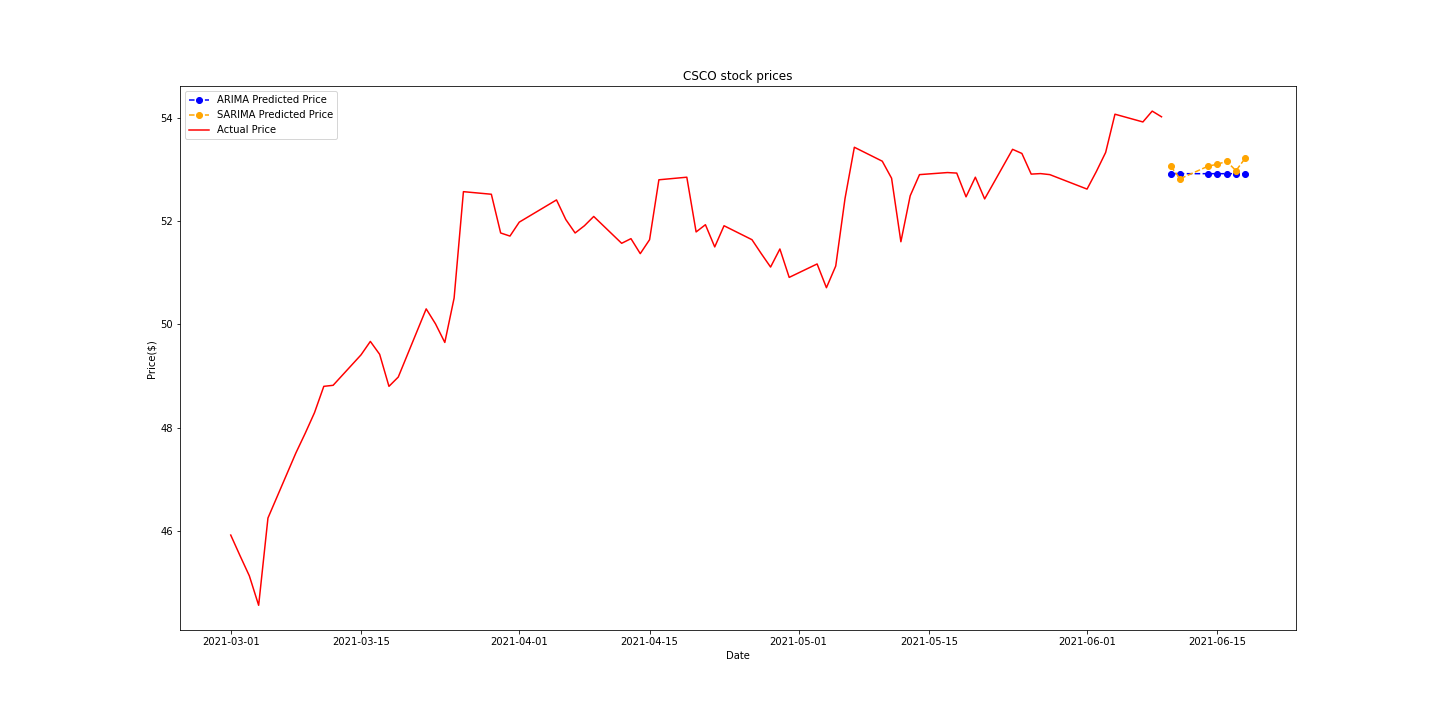 CSCO stock prices
ARIMA Predicted Price
SARIMA Predicted Price
Actual Price
54
52
50
48
46
Price($)
2021-03-01
2021-03-15
2021-04-01
2021-04-15
2021-05-01
2021-05-15
2021-06-01
2021-06-15
Date